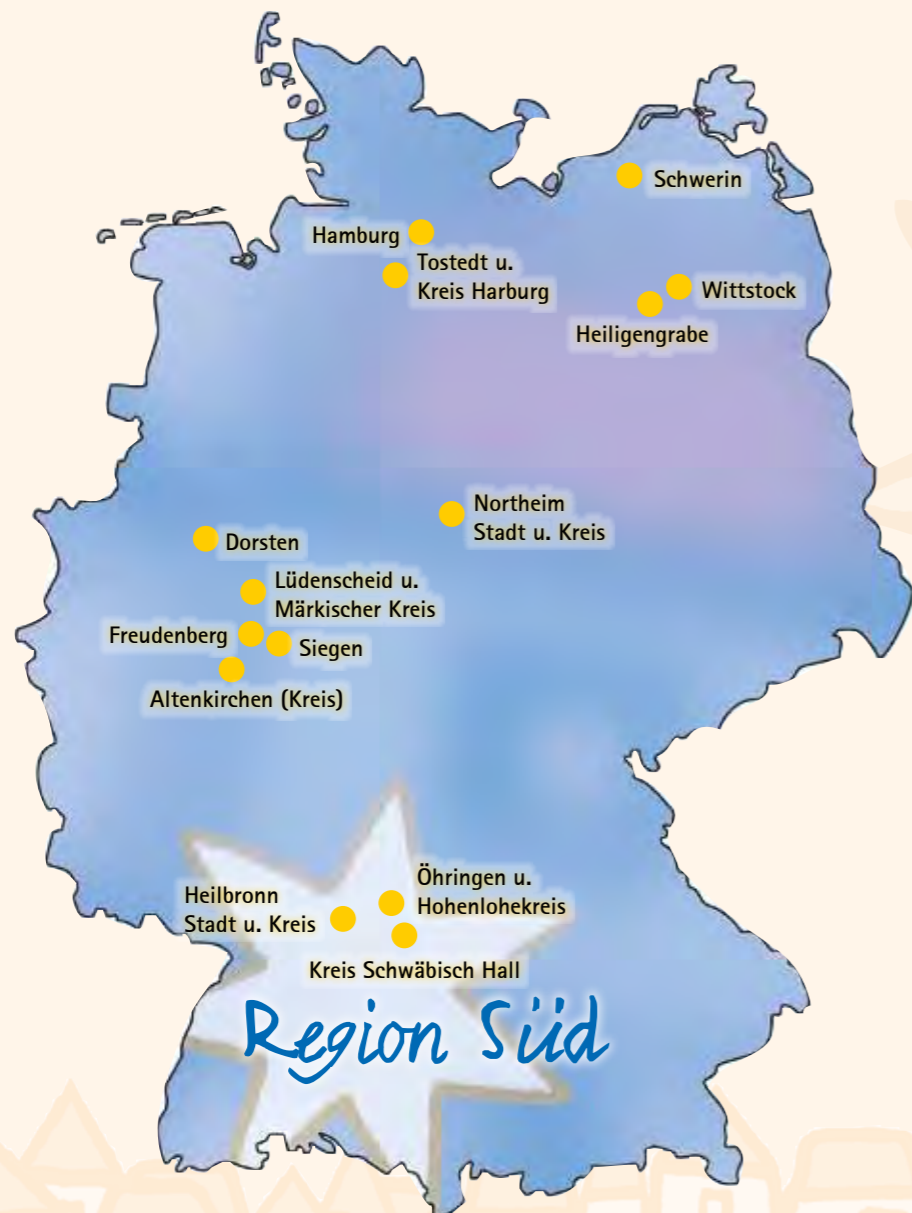 Schwerin
Hamburg
Tostedt u.
Kreis Harburg
Wittstock
Heiligengrabe
Northeim
Stadt u. Kreis
Dorsten
Lüdenscheid u.
Märkischer Kreis
Freudenberg
Siegen
Altenkirchen (Kreis)
Öhringen u.
Hohenlohekreis
Heilbronn
Stadt u. Kreis
Kreis Schwäbisch Hall
Region Süd